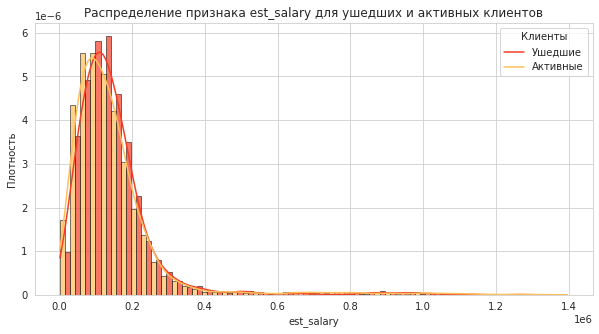 Распределение признака est_salary для ушедших и активных клиентов
1e−6
Клиенты
Ушедшие
Активные
Плотность
6
5
4
3
2
1
0
0.0 0.2 0.4 0.6 0.8 1.0 1.2 1.4
1e6
est_salary